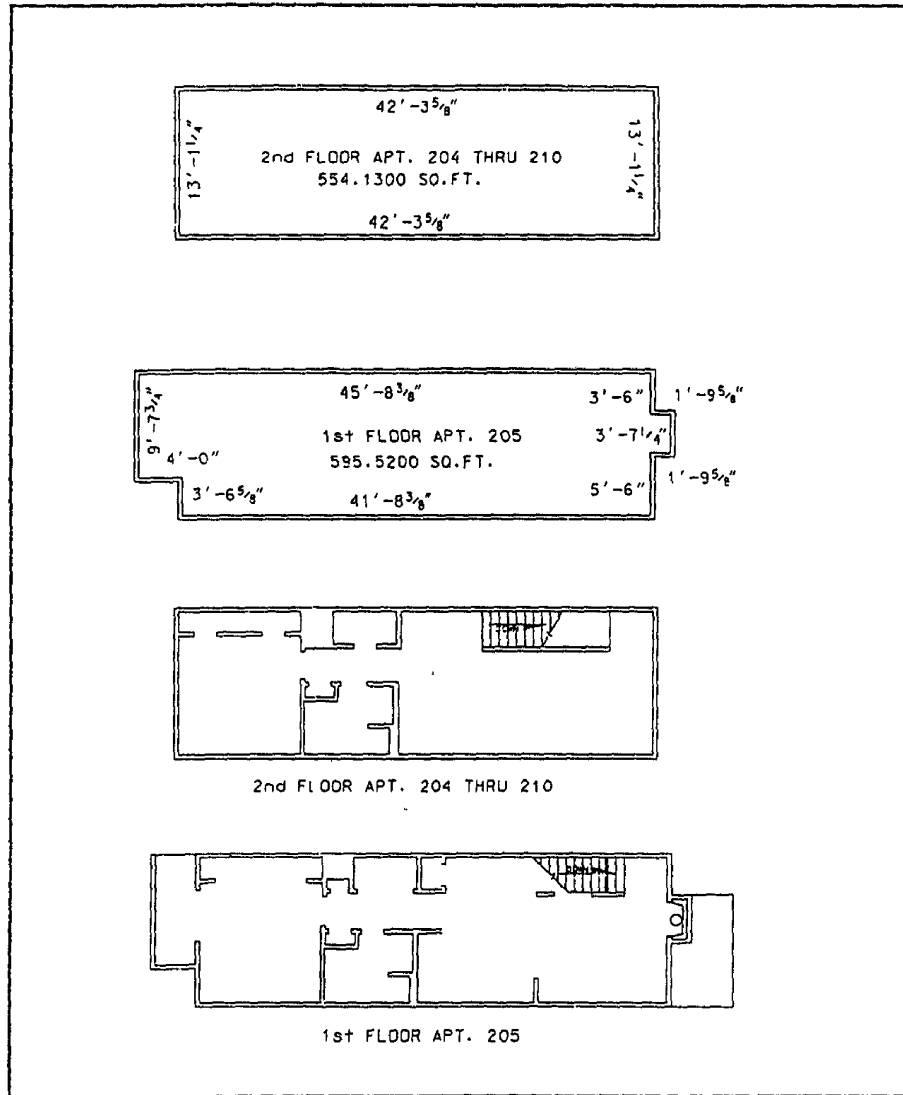 42'-3 5/8"
13'-1 1/4"
13'-1 1/4"
2nd FLOOR APT. 204 THRU 210
554.1300 SQ.FT.
42'-3 5/8"
45'-8 3/8"
3'-6"
1'-9 5/8"
9'-7 3/4"
1st FLOOR APT. 205
3'-7 1/4"
4'-0"
595.5200 SQ.FT.
1'-9 5/8"
3'-6 5/8"
41'-8 3/8"
5'-6"
2nd FLOOR APT. 204 THRU 210
1st FLOOR APT. 205